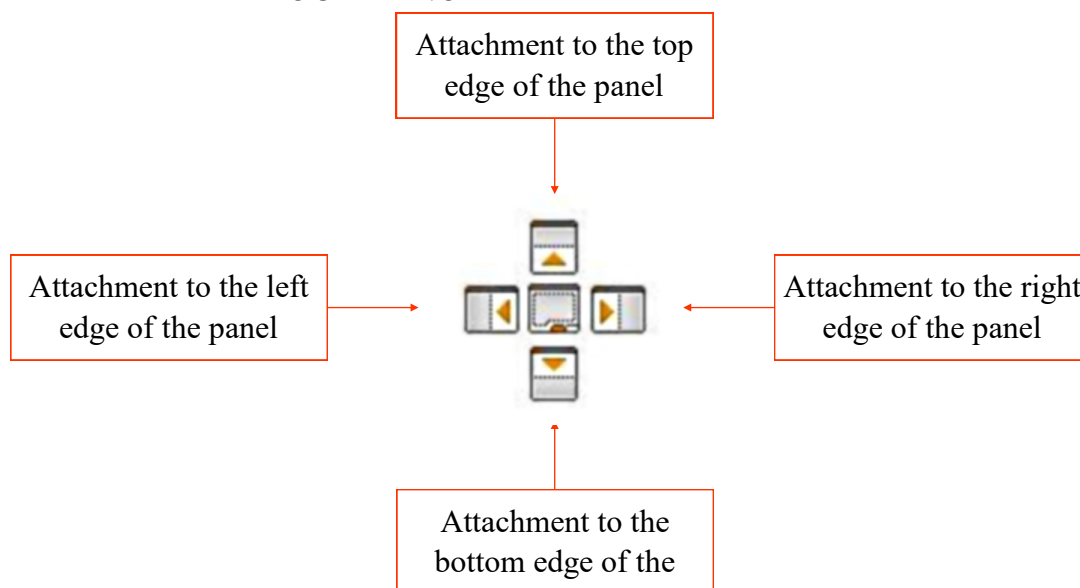 Attachment to the top
edge of the panel
Attachment to the left
edge of the panel
Attachment to the right
edge of the panel
Attachment to the
bottom edge of the